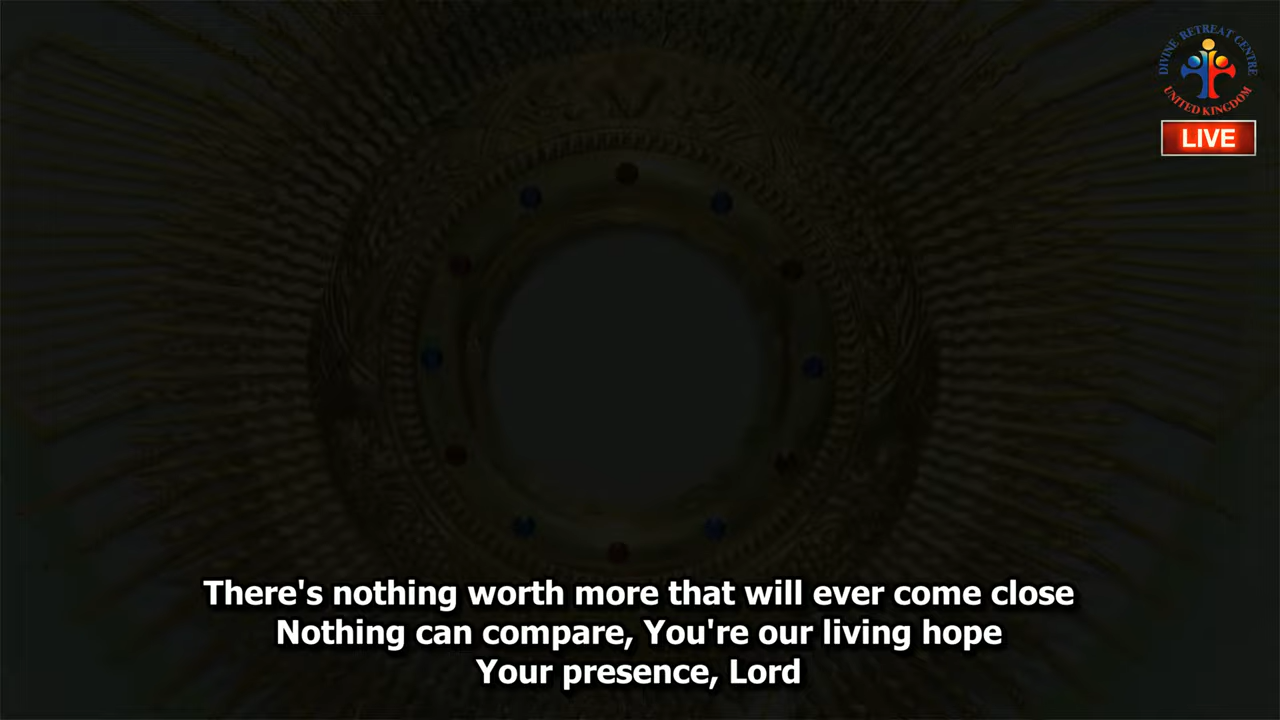 DIVINE RETREAT CENTRE
UNITED KINGDOM
LIVE
There's nothing worth more that will ever come close
Nothing can compare, You're our living hope
Your presence, Lord